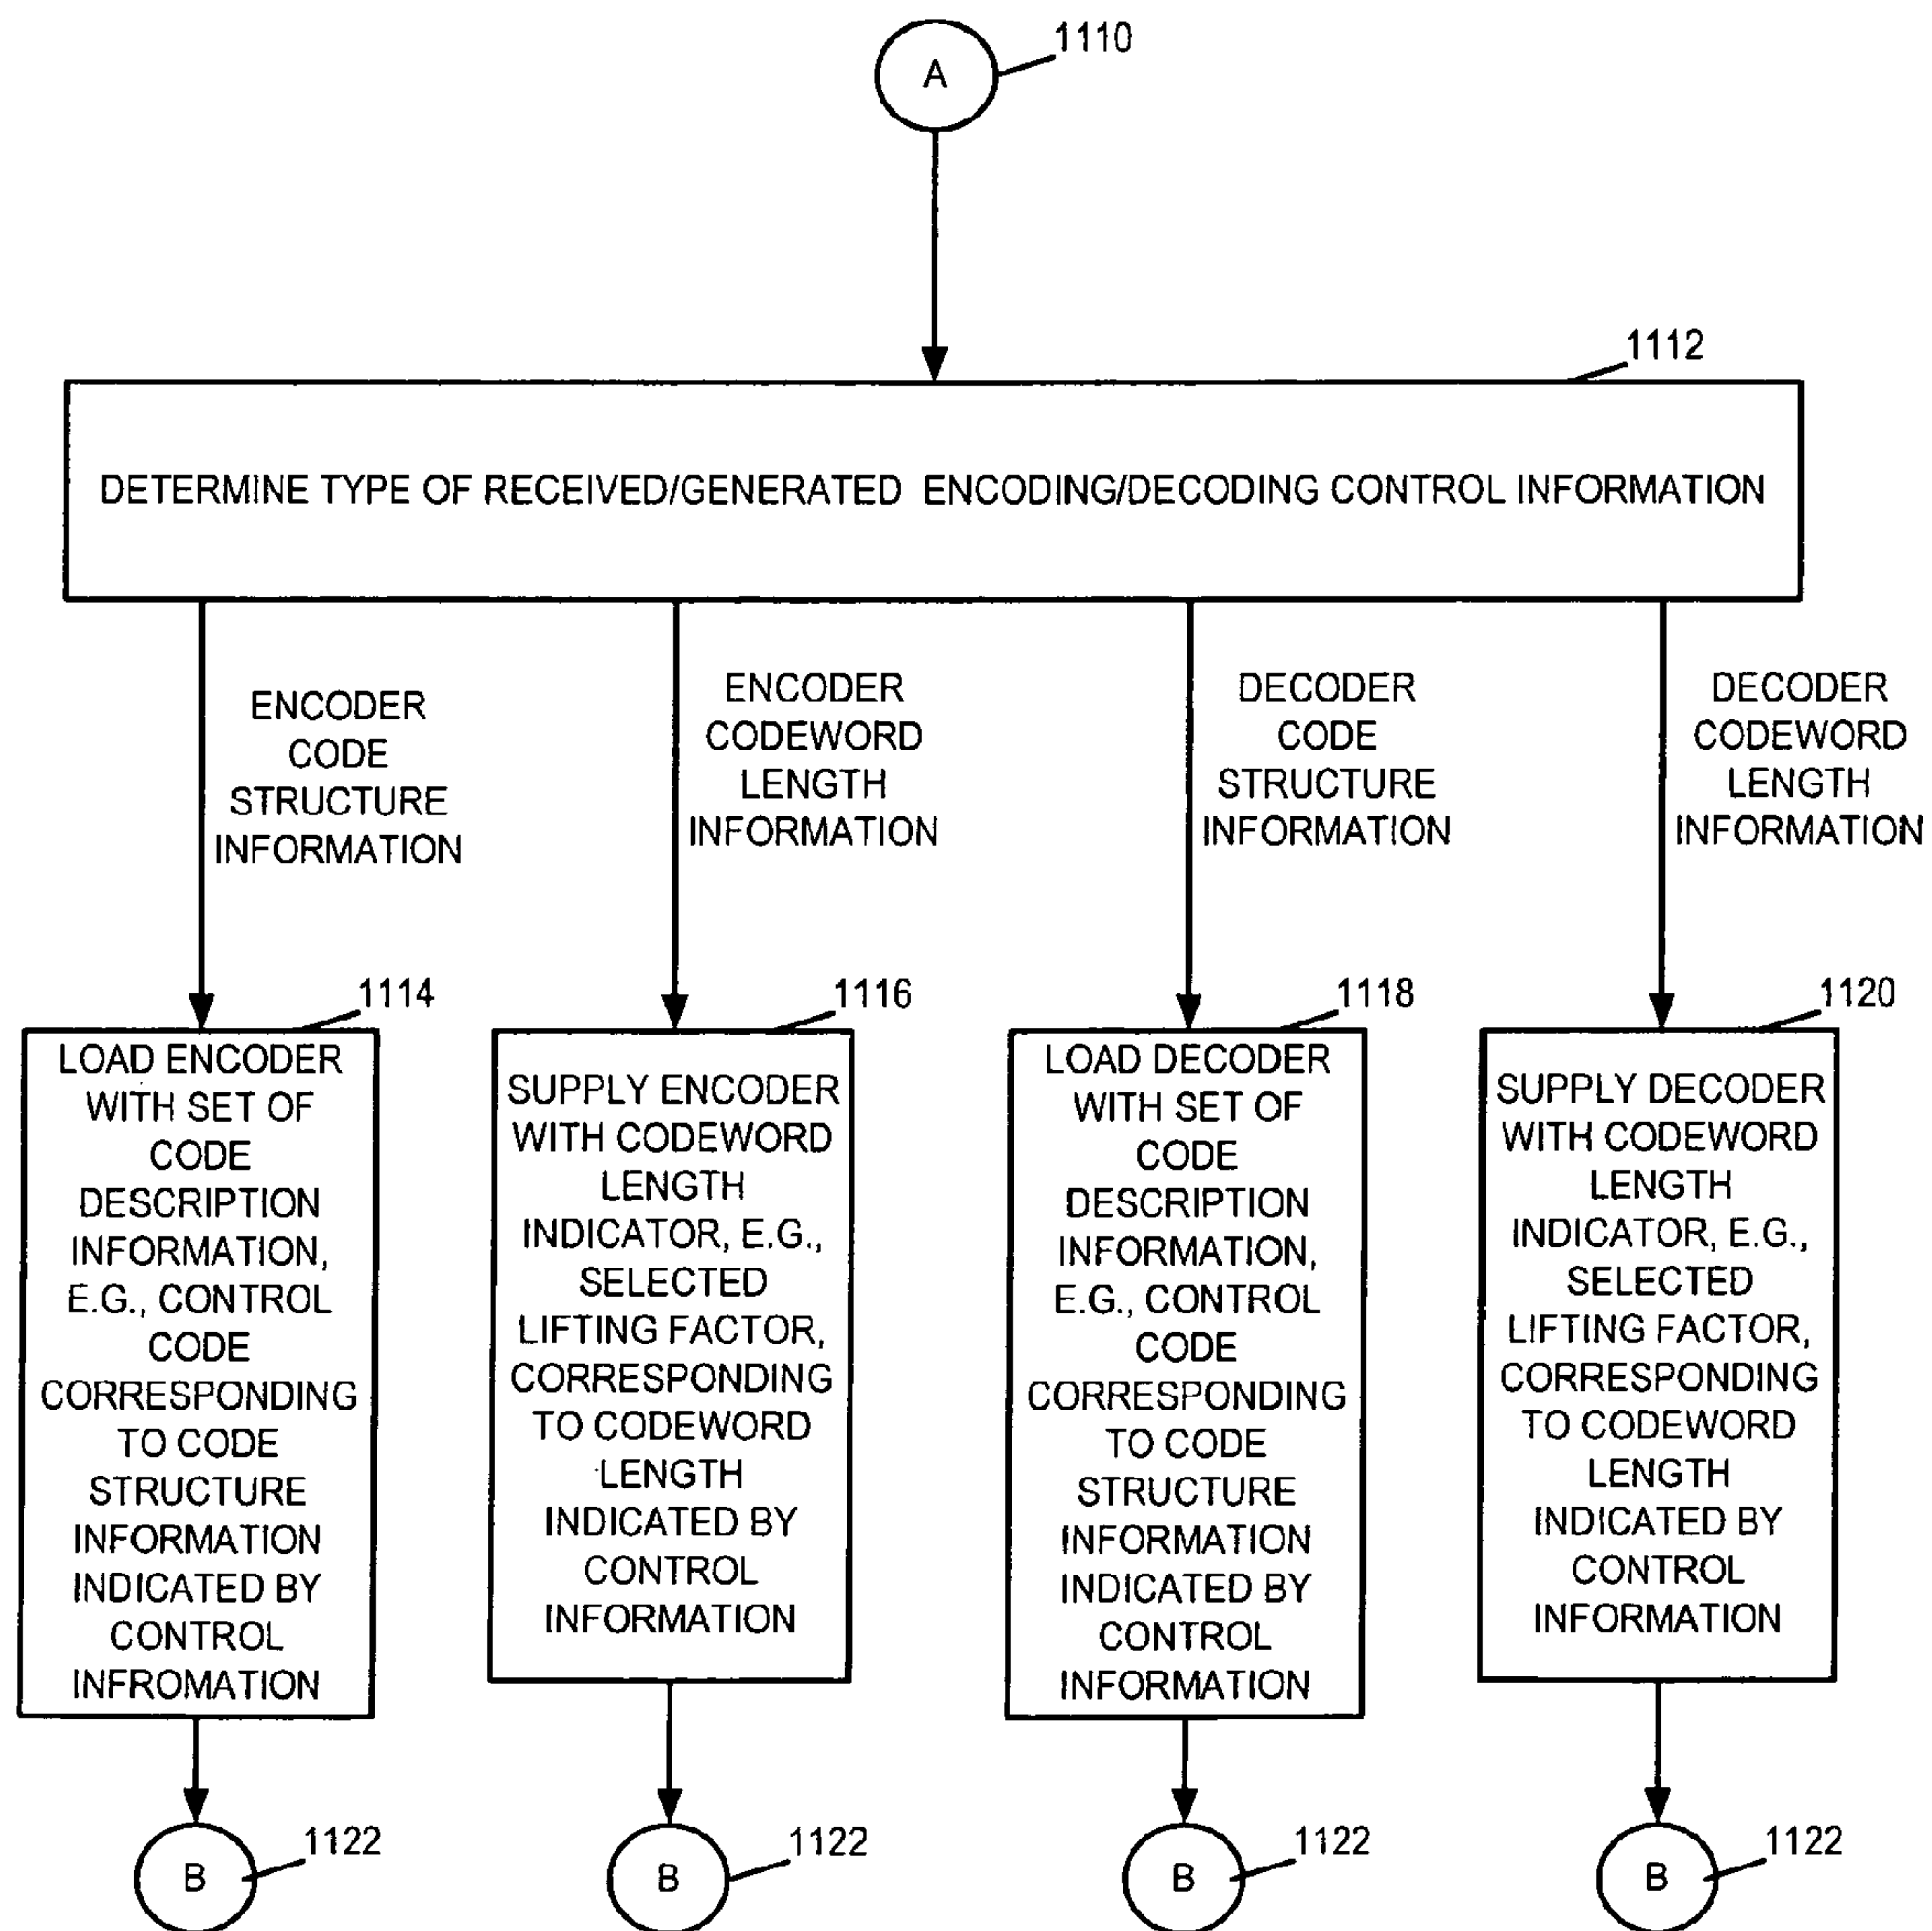 1110
A
1112
DETERMINE TYPE OF RECEIVED/GENERATED ENCODING/DECODING CONTROL INFORMATION
ENCODER
CODE
STRUCTURE
INFORMATION
ENCODER
CODEWORD
LENGTH
INFORMATION
DECODER
CODE
STRUCTURE
INFORMATION
DECODER
CODEWORD
LENGTH
INFORMATION
1114
LOAD ENCODER
WITH SET OF
CODE
DESCRIPTION
INFORMATION,
E.G., CONTROL
CODE
CORRESPONDING
TO CODE
STRUCTURE
INFORMATION
INDICATED BY
CONTROL
INFROMATION
1116
SUPPLY ENCODER
WITH CODEWORD
LENGTH
INDICATOR, E.G.,
SELECTED
LIFTING FACTOR,
CORRESPONDING
TO CODEWORD
LENGTH
INDICATED BY
CONTROL
INFORMATION
1118
LOAD DECODER
WITH SET OF
CODE
DESCRIPTION
INFORMATION,
E.G., CONTROL
CODE
CORRESPONDING
TO CODE
STRUCTURE
INFORMATION
INDICATED BY
CONTROL
INFORMATION
1120
SUPPLY DECODER
WITH CODEWORD
LENGTH
INDICATOR, E.G.,
SELECTED
LIFTING FACTOR,
CORRESPONDING
TO CODEWORD
LENGTH
INDICATED BY
CONTROL
INFORMATION
1122
B
1122
B
1122
B
1122
B